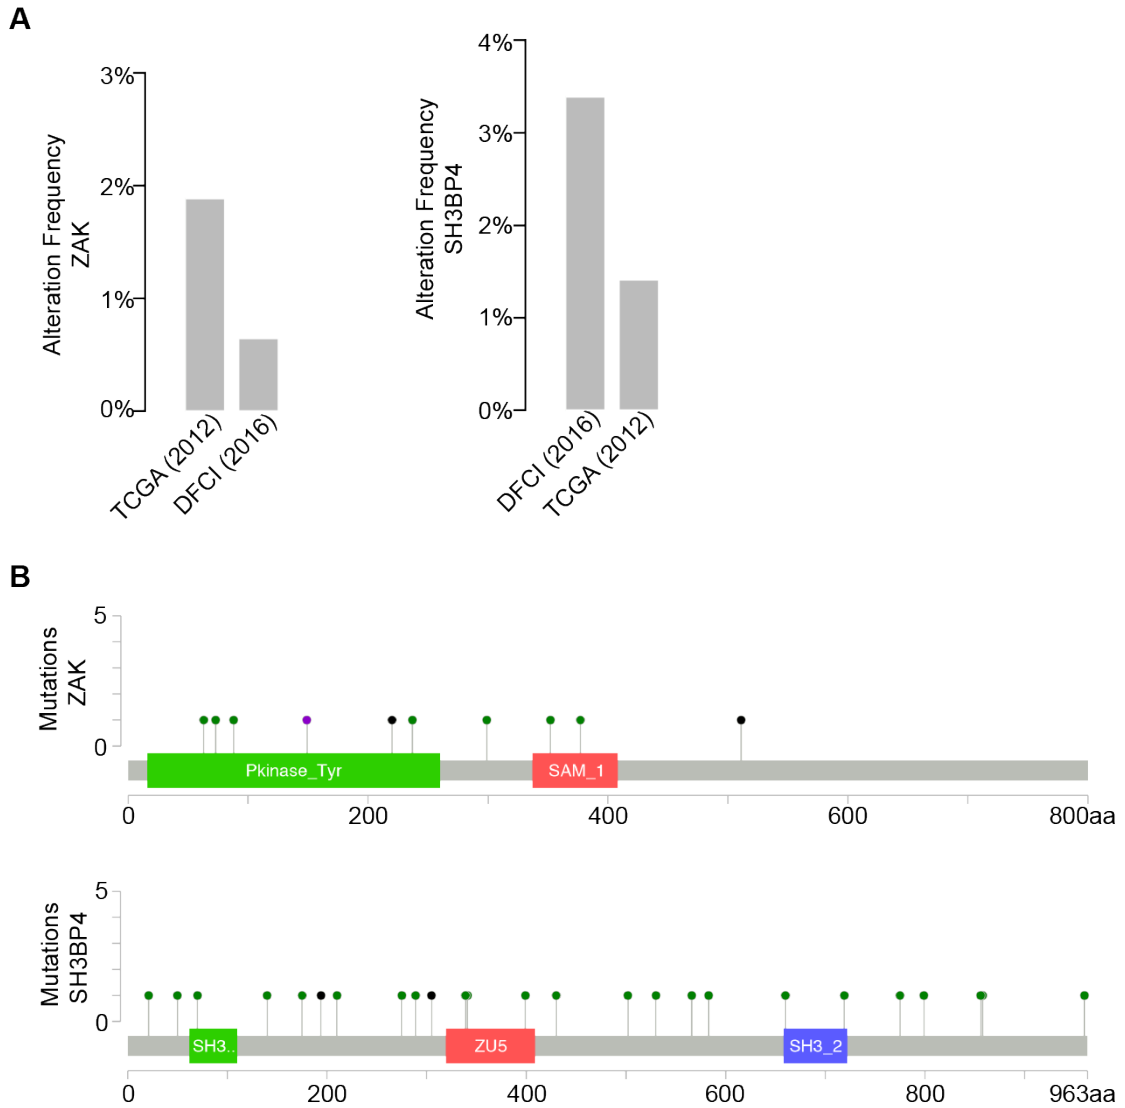 A
3%
2%
1%
0%
Alteration Frequency
ZAK
TCGA (2012)
DFCI (2016)
4%
3%
2%
1%
0%
Alteration Frequency
SH3BP4
DFCI (2016)
TCGA (2012)
B
Mutations
ZAK
5
0
Pkinase_Tyr
SAM_1
0
200
400
600
800aa
Mutations
SH3BP4
5
0
SH3..
ZU5
SH3_2
0
200
400
600
800
963aa